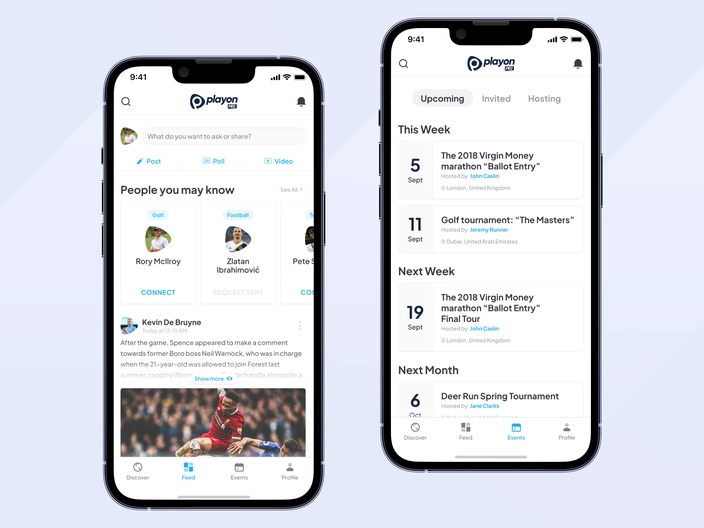 9:41
playon
PRO
What do you want to ask or share?
Post
Poll
Video
People you may know
See All
Golf
Rory McIlroy
CONNECT
Football
Zlatan
Ibrahimović
REQUEST SENT
Pete S
CON
Kevin De Bruyne
Today at 12:10 AM
After the game, Spence appeared to make a comment
towards former Boro boss Neil Warnock, who was in charge
when the 21-year-old was allowed to join Forest last
summer, tagging Warn
handle alongside a
Show more
Discover
Feed
Events
Profile
9:41
playon
PRO
Upcoming
Invited
Hosting
This Week
5
Sept
The 2018 Virgin Money
marathon “Ballot Entry”
Hosted by John Caslin
London, United Kingdom
11
Sept
Golf tournament: “The Masters”
Hosted by Jeremy Runner
Dubai, United Arab Emirates
Next Week
19
Sept
The 2018 Virgin Money
marathon “Ballot Entry”
Final Tour
Hosted by John Caslin
London, United Kingdom
Next Month
6
Oct
Deer Run Spring Tournament
Hosted by Jane Clarks
Discover
Feed
Events
Profile